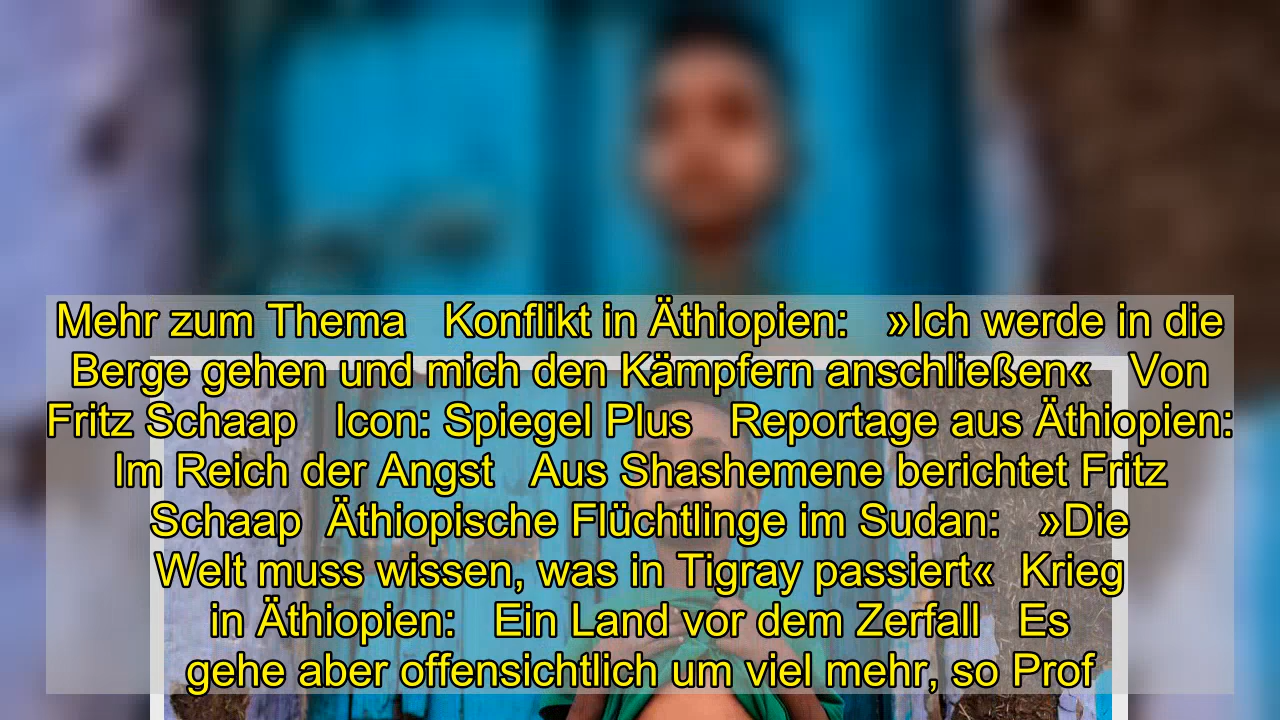 Mehr zum Thema Konflikt in Äthiopien: »Ich werde in die
Berge gehen und mich den Kämpfern anschließen« Von
Fritz Schaap Icon: Spiegel Plus Reportage aus Äthiopien:
Im Reich der Angst Aus Shashemene berichtet Fritz
Schaap Äthiopische Flüchtlinge im Sudan: »Die
Welt muss wissen, was in Tigray passiert« Krieg
in Äthiopien: Ein Land vor dem Zerfall Es
gehe aber offensichtlich um viel mehr, so Prof